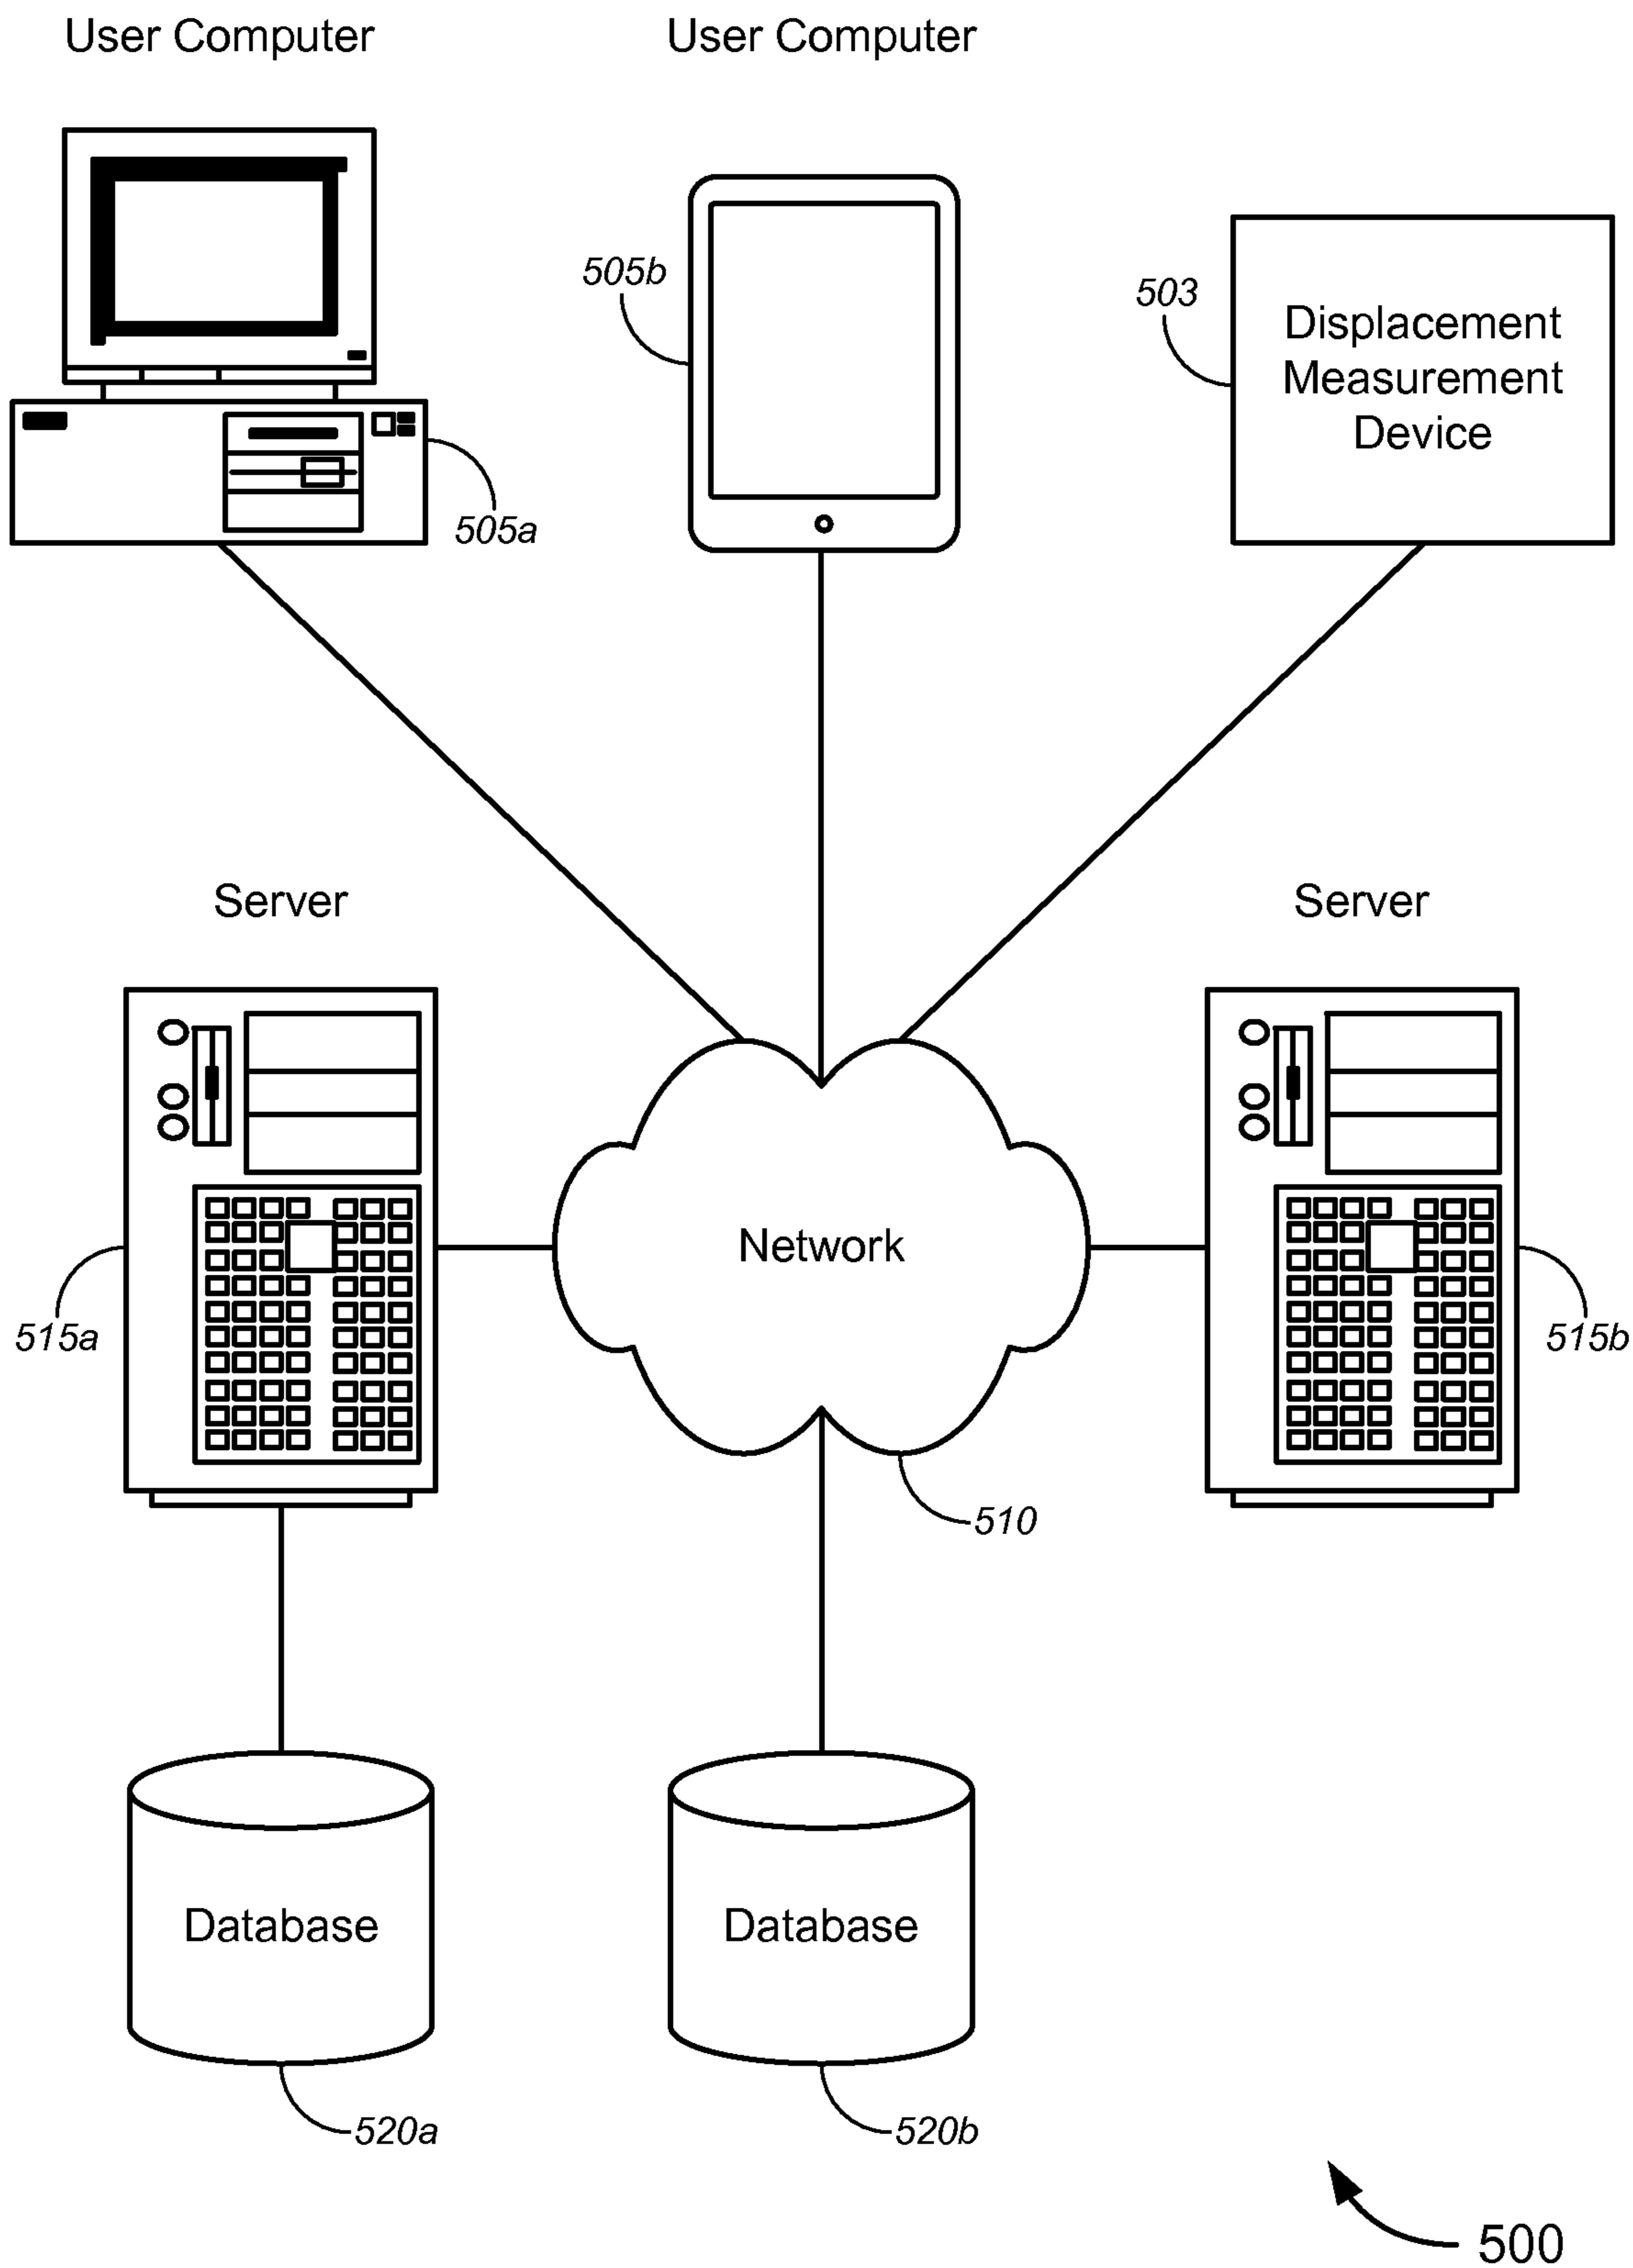 User Computer
User Computer
505b
503
Displacement
Measurement
Device
505a
Server
Server
Network
515a
515b
510
Database
Database
520a
520b
500